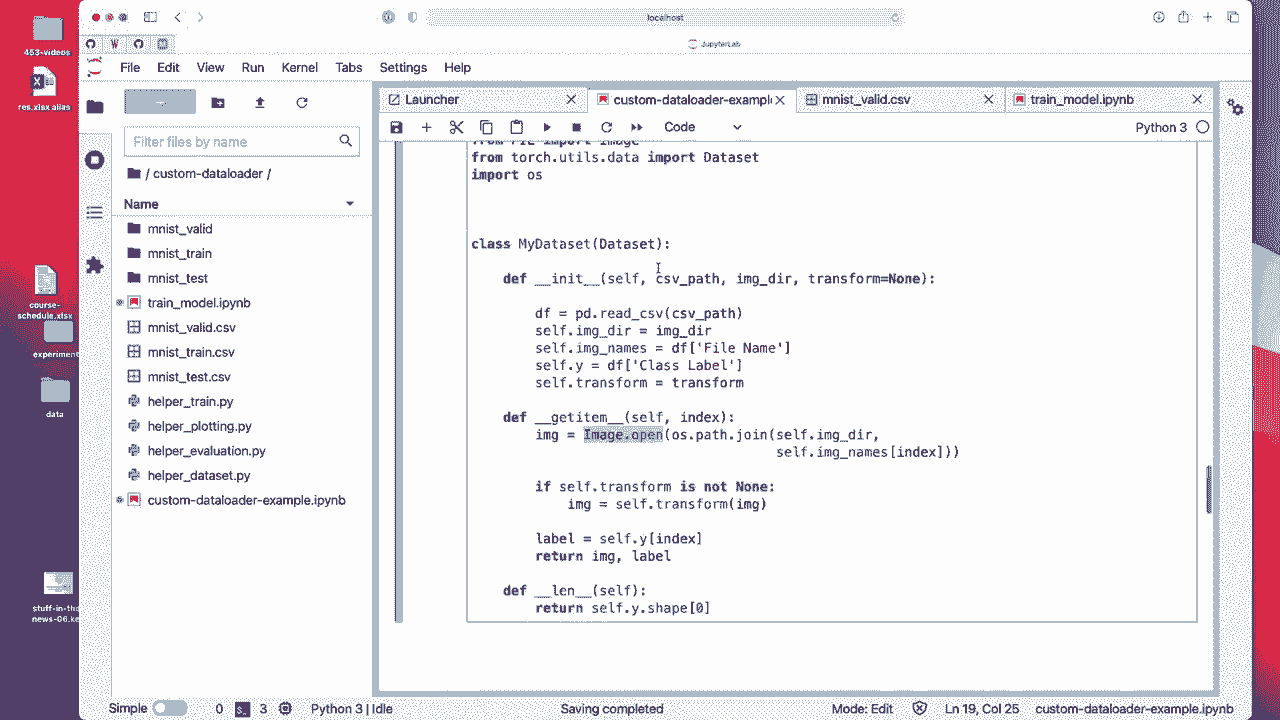 453-videos
res.xlsx alias
course-schedule.xlsx
experiment
data
stuff-in-the
news-06.ke
localhost
JupyterLab
File Edit View Run Kernel Tabs Settings Help
Filter files by name
/ custom-dataloader /
Name
mnist_valid
mnist_train
mnist_test
train_model.ipynb
mnist_valid.csv
mnist_train.csv
mnist_test.csv
helper_train.py
helper_plotting.py
helper_evaluation.py
helper_dataset.py
custom-dataloader-example.ipynb
Launcher
custom-dataloader-exampl
mnist_valid.csv
train_model.ipynb
Code
Python 3
from PIL import Image
from torch.utils.data import Dataset
import os
class MyDataset(Dataset):
def __init__(self, csv_path, img_dir, transform=None):
df = pd.read_csv(csv_path)
self.img_dir = img_dir
self.img_names = df['File Name']
self.y = df['Class Label']
self.transform = transform
def __getitem__(self, index):
img = Image.open(os.path.join(self.img_dir,
self.img_names[index]))
if self.transform is not None:
img = self.transform(img)
label = self.y[index]
return img, label
def __len__(self):
return self.y.shape[0]
Simple 0 3 Python 3 | Idle Saving completed Mode: Edit Ln 19, Col 25 custom-dataloader-example.ipynb